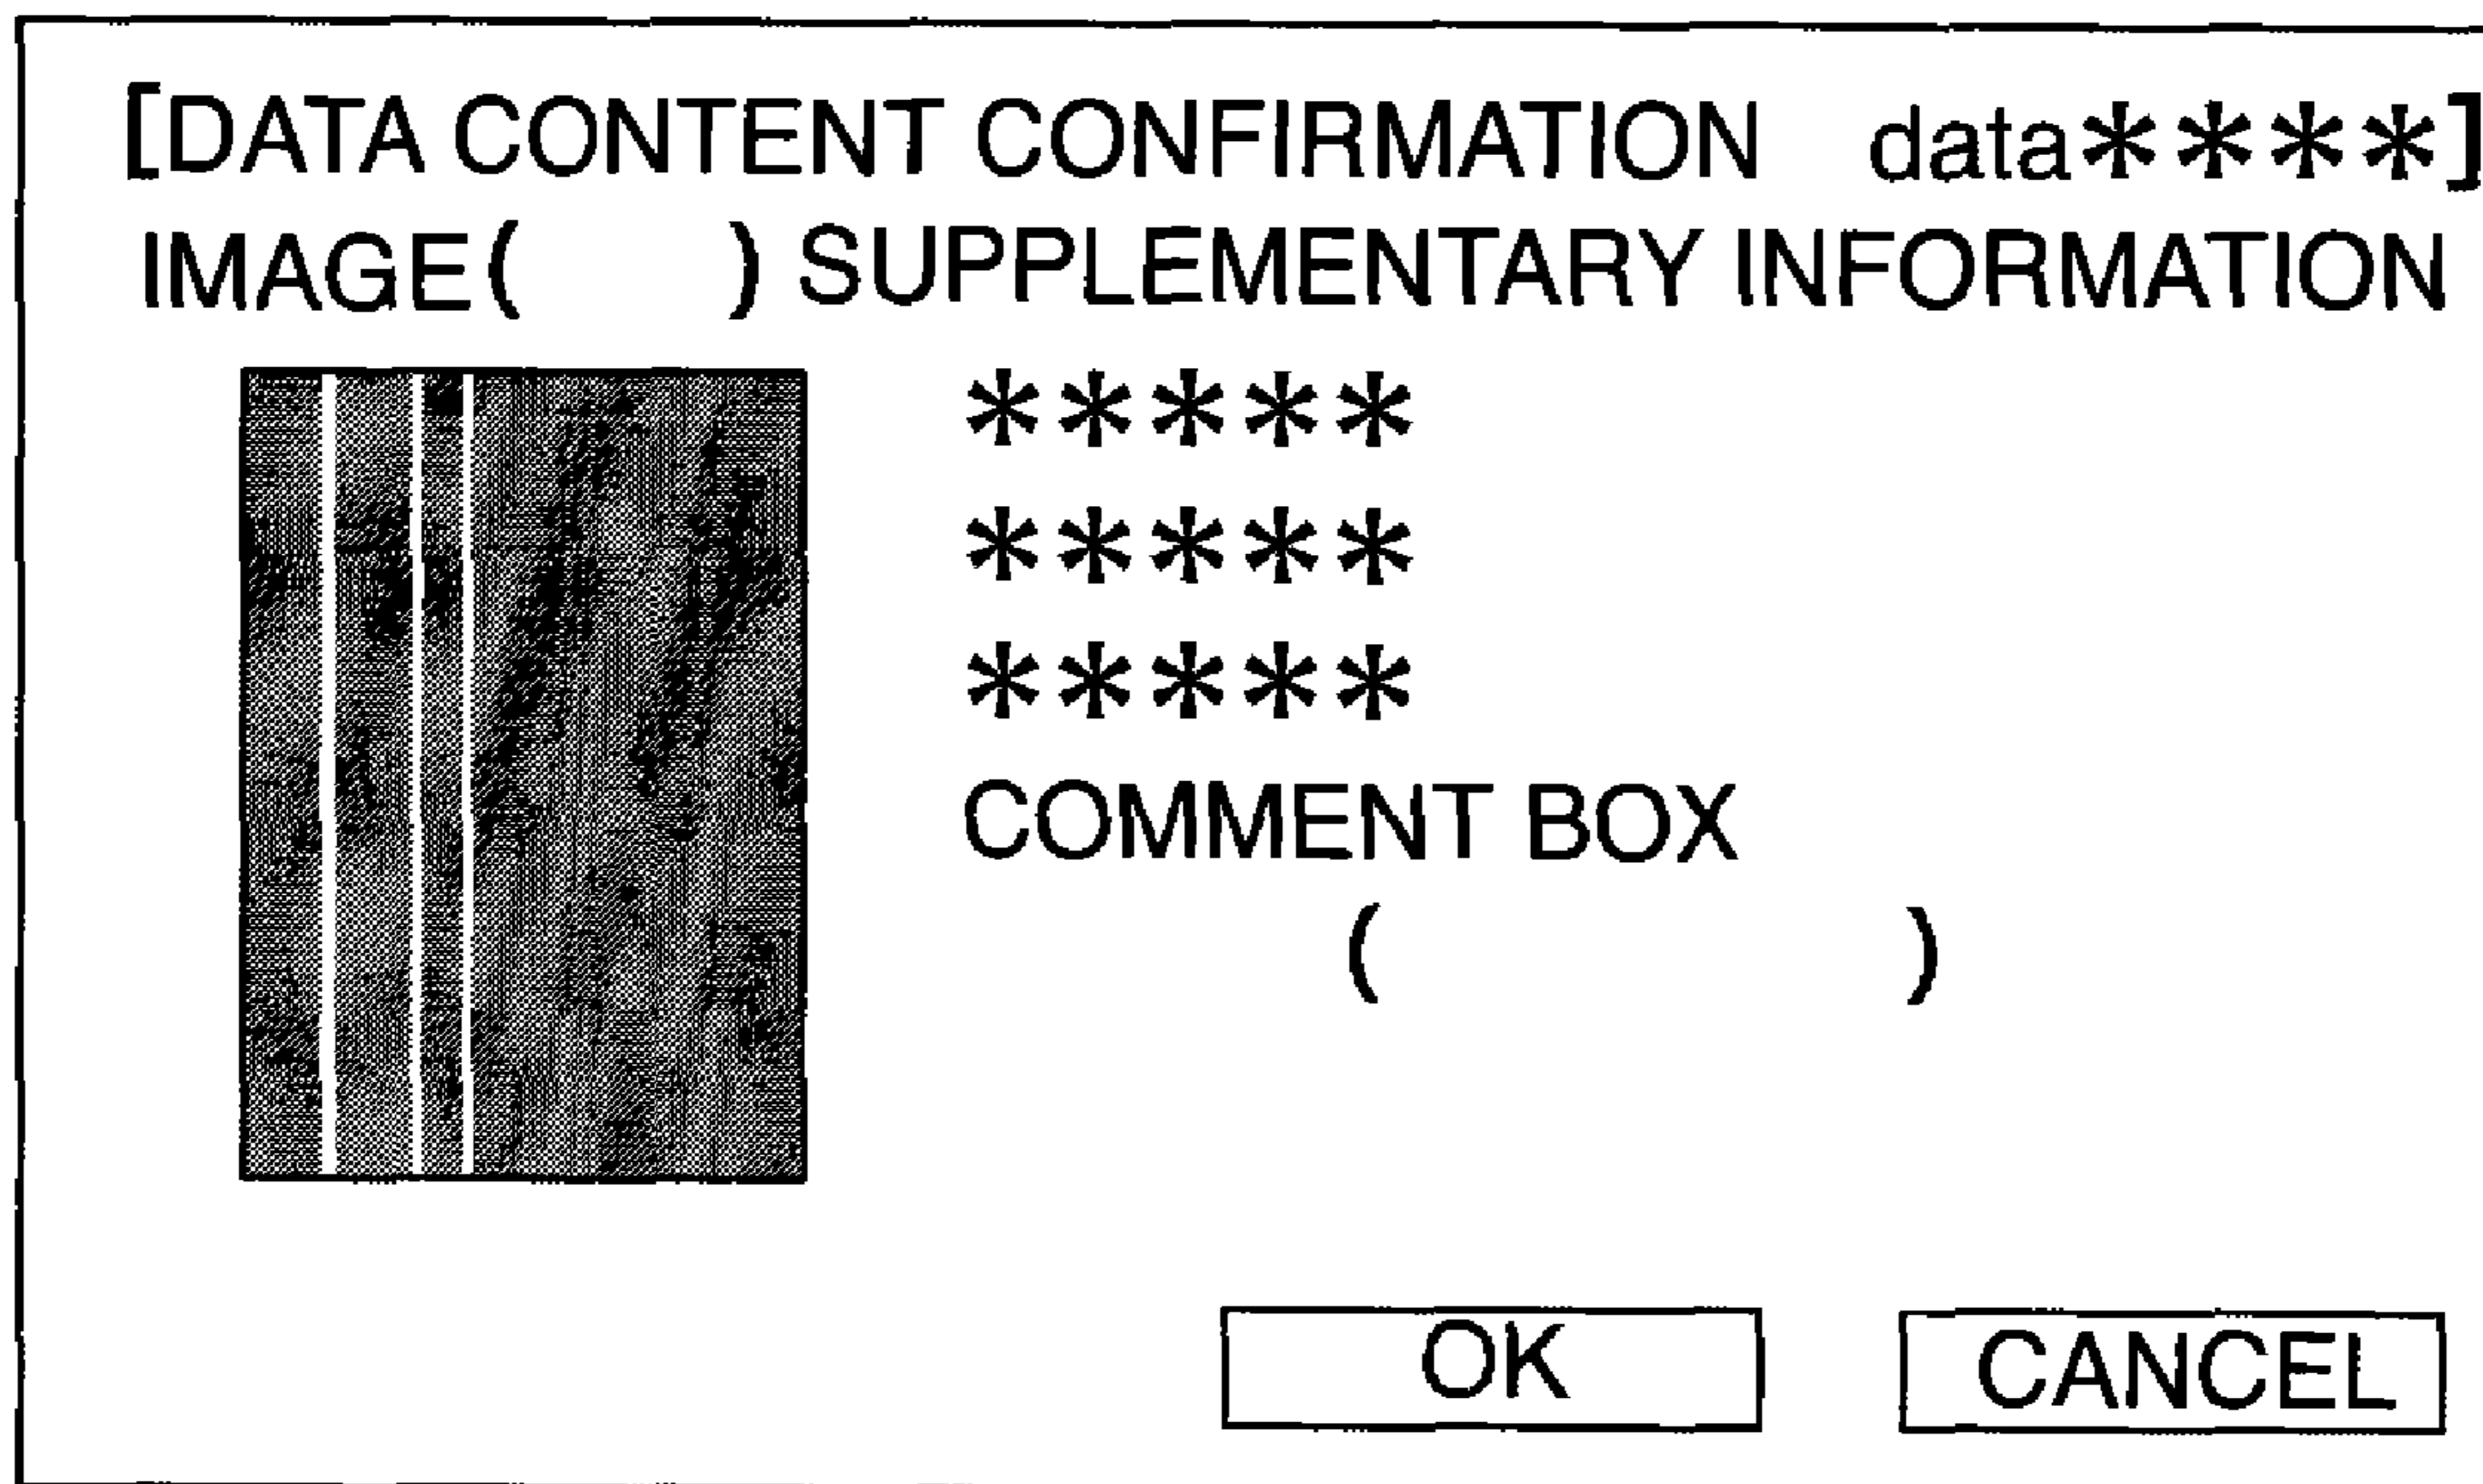 [DATA CONTENT CONFIRMATION data****]
IMAGE( ) SUPPLEMENTARY INFORMATION
*****
*****
*****
COMMENT BOX
( )
OK CANCEL